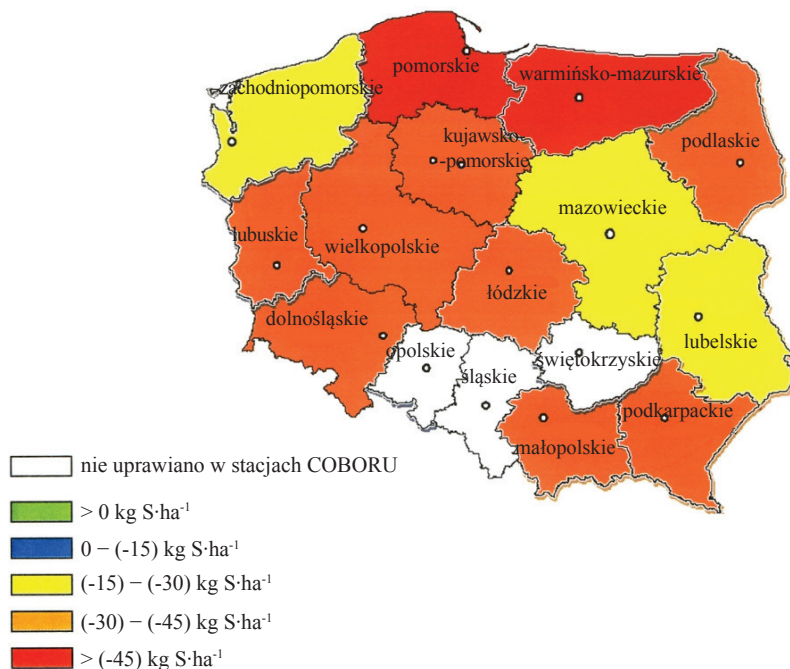 pomorskie
zachodniopomorskie
warmińsko-mazurskie
kujawsko-
-pomorskie
podlaskie
mazowieckie
lubuskie
wielkopolskie
łódzkie
dolnośląskie
lubelskie
opolskie
śląskie
świętokrzyskie
podkarpackie
małopolskie
nie uprawiano w stacjach COBORU
> 0 kg S·ha⁻¹
0 – (-15) kg S·ha⁻¹
(-15) – (-30) kg S·ha⁻¹
(-30) – (-45) kg S·ha⁻¹
> (-45) kg S·ha⁻¹